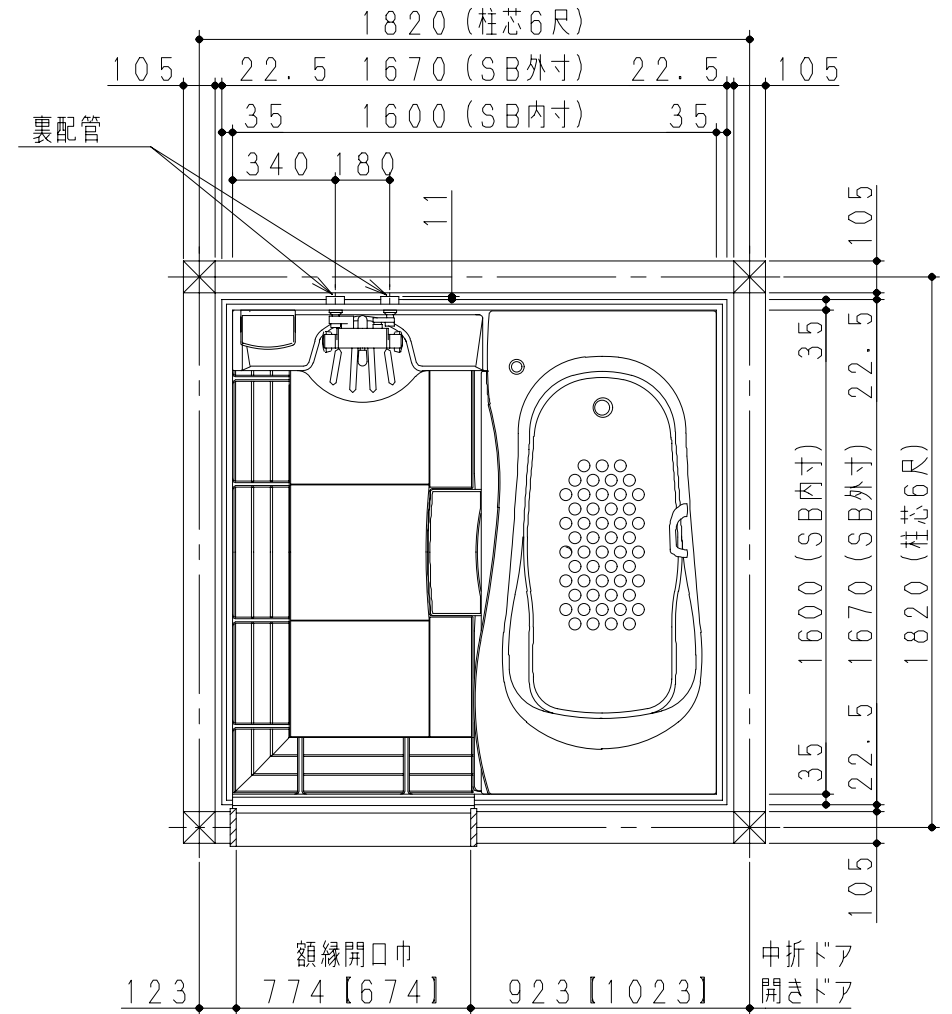 1820(柱芯6尺)
105 22.5 1670(SB外寸) 22.5 105
35 1600(SB内寸) 35
裏配管
340 180
11
105
35
22.5
1600(SB内寸)
1670(SB外寸)
1820(柱芯6尺)
35
22.5
105
額縁開口巾 中折ドア
123 774【674】 923【1023】 開きドア